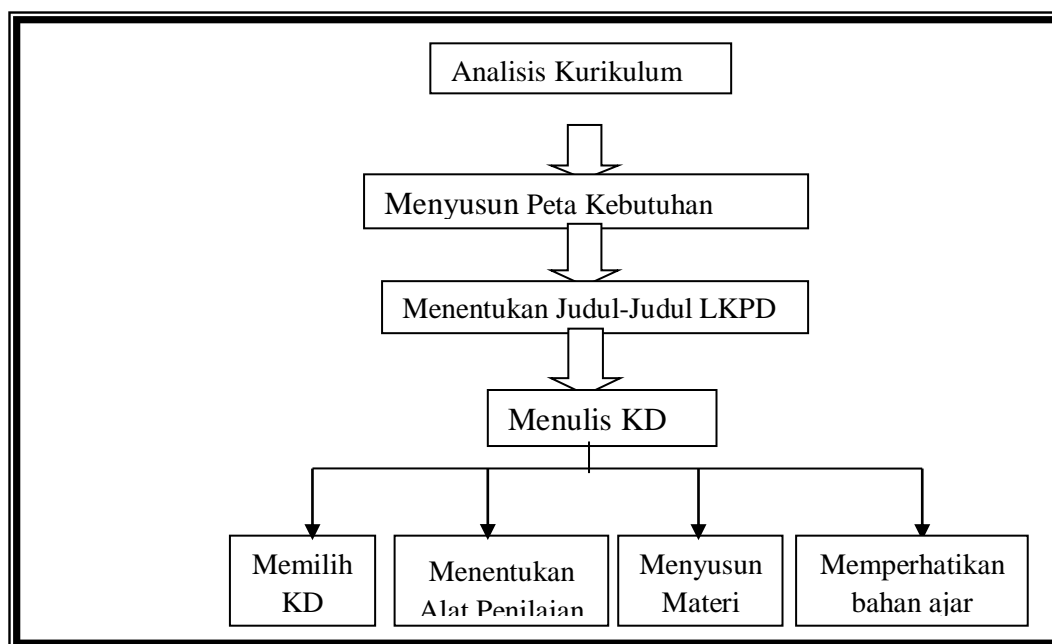 Analisis Kurikulum
Menyusun Peta Kebutuhan
Menentukan Judul-Judul LKPD
Menulis KD
Memilih
KD
Menentukan
Alat Penilaian
Menyusun
Materi
Memperhatikan
bahan ajar